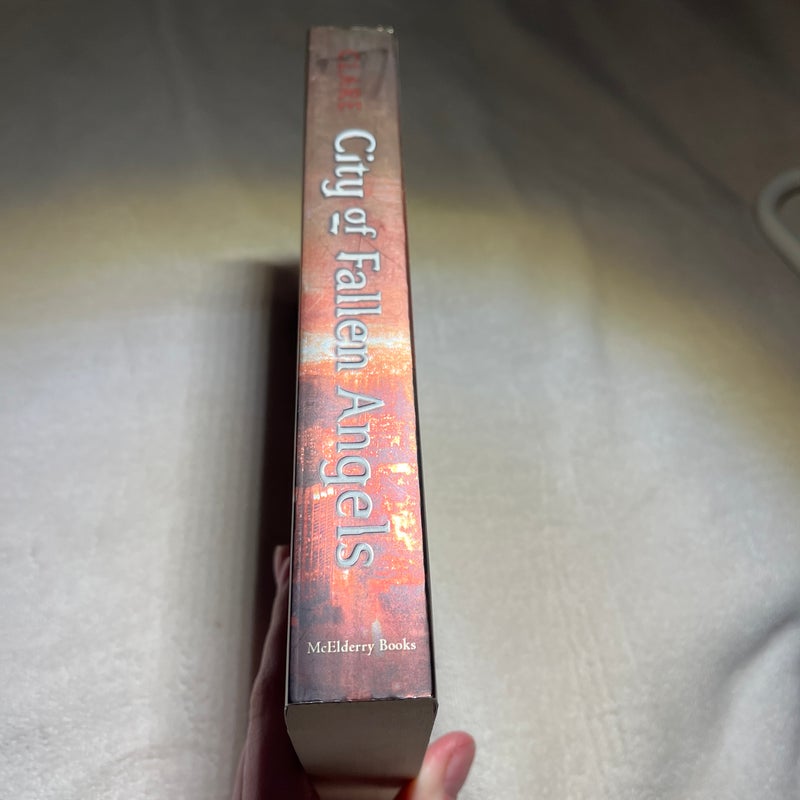 CLARE
City of Fallen Angels
McElderry Books